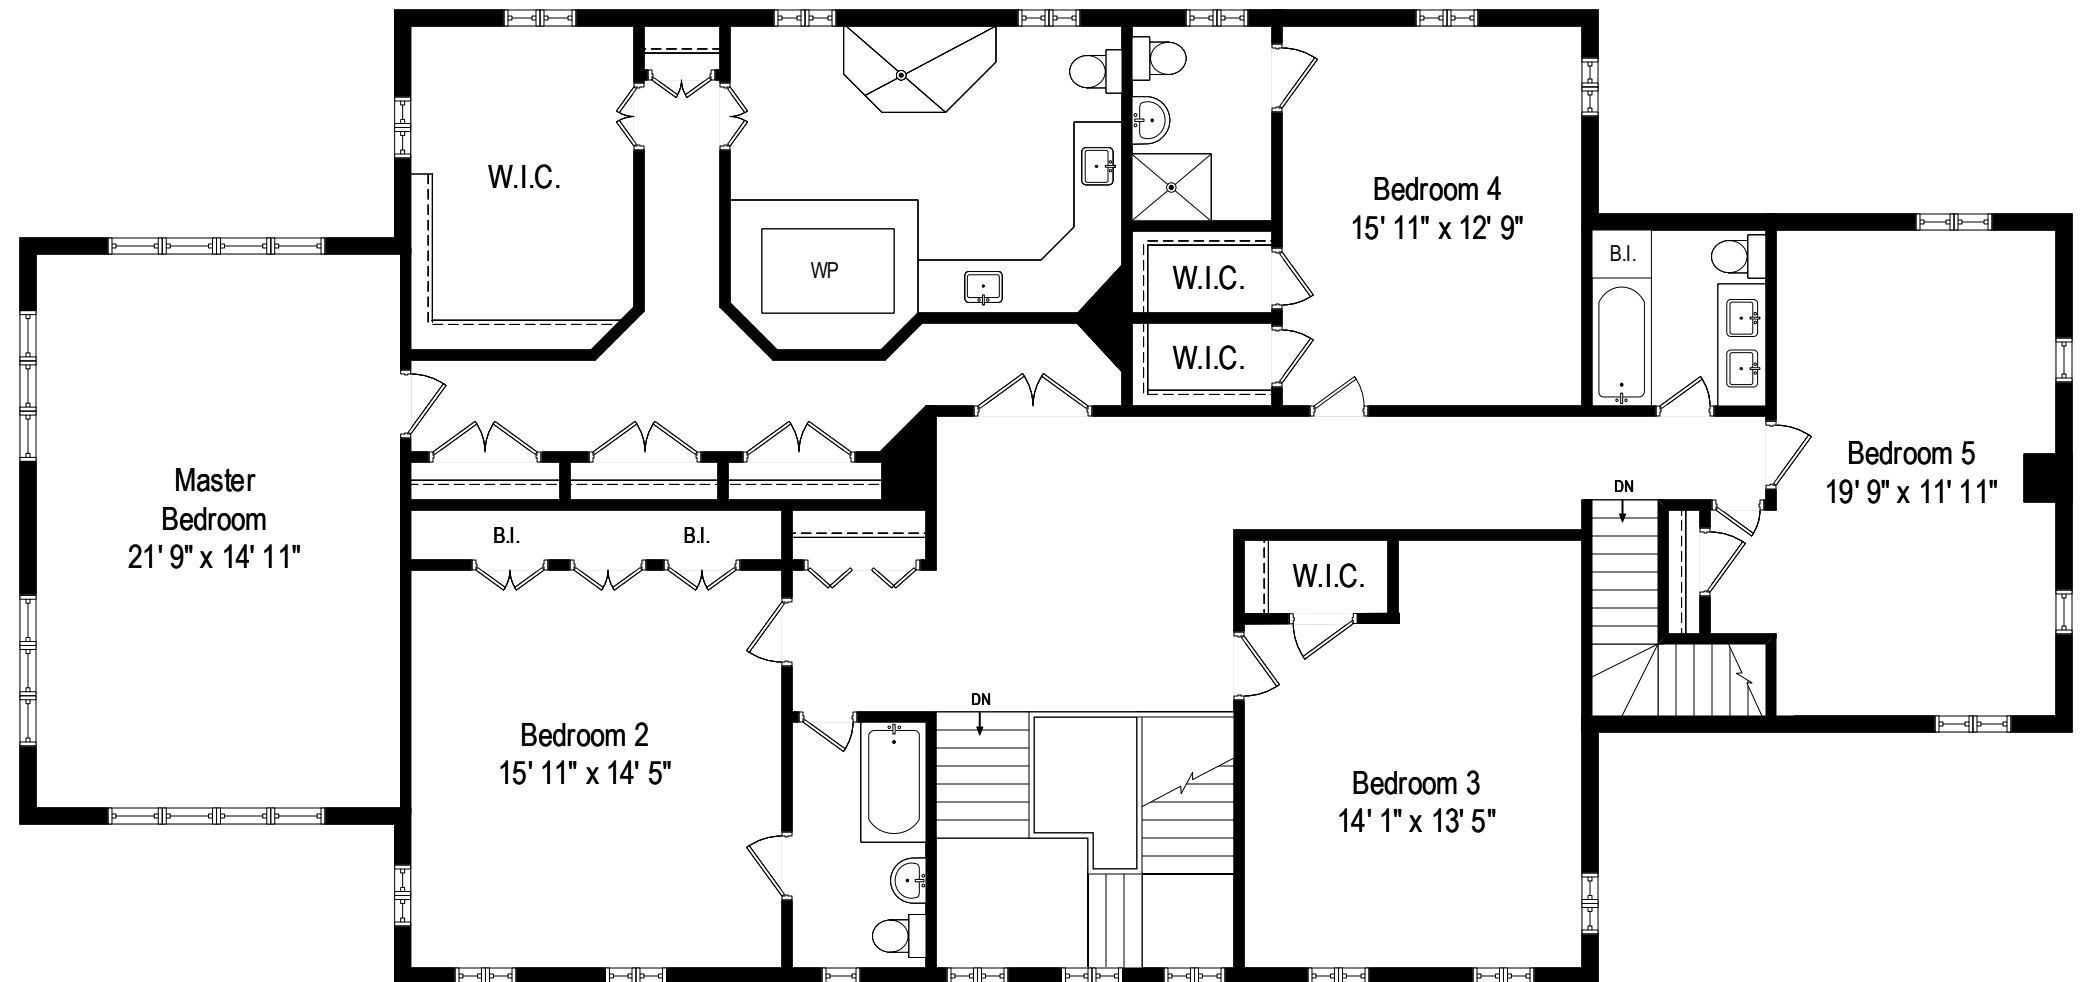 W.I.C.
WP
Bedroom 4
15' 11" x 12' 9"
W.I.C.
W.I.C.
B.I.
Master
Bedroom
21' 9" x 14' 11"
B.I.
B.I.
Bedroom 5
19' 9" x 11' 11"
DN
W.I.C.
Bedroom 2
15' 11" x 14' 5"
DN
Bedroom 3
14' 1" x 13' 5"